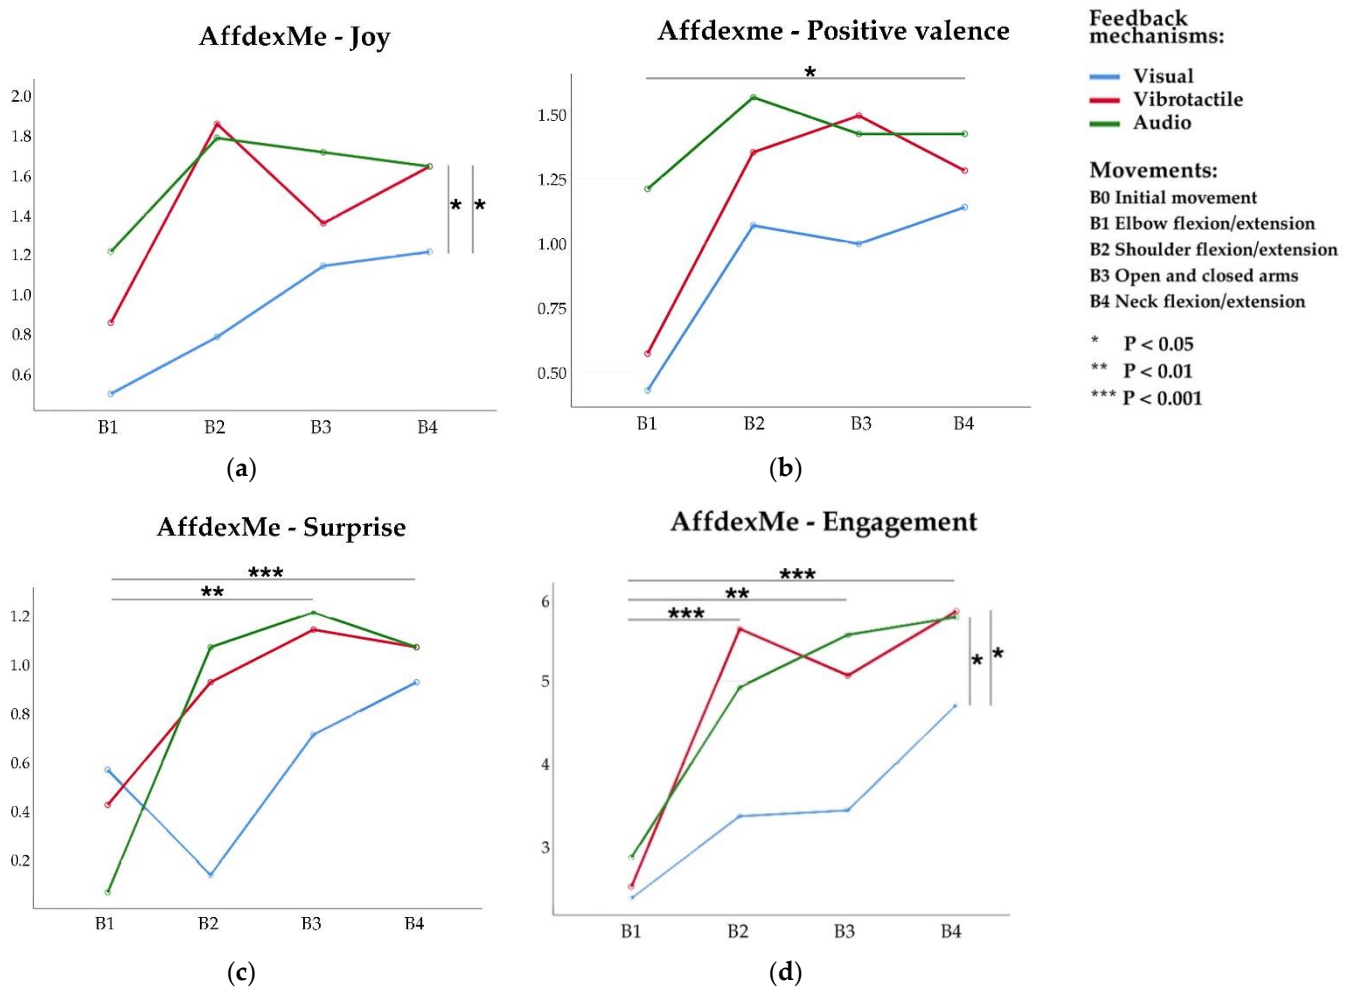 AffdexMe - Joy
2.0
1.8
1.6
1.4
1.2
1.0
0.8
0.6
* *
B1 B2 B3 B4
(a)
Affdexme - Positive valence
*
1.50
1.25
1.00
0.75
0.50
B1 B2 B3 B4
(b)
Feedback
mechanisms:
Visual
Vibrotactile
Audio
Movements:
B0 Initial movement
B1 Elbow flexion/extension
B2 Shoulder flexion/extension
B3 Open and closed arms
B4 Neck flexion/extension
* P < 0.05
** P < 0.01
*** P < 0.001
AffdexMe - Surprise
***
**
1.2
1.0
0.8
0.6
0.4
0.2
B1 B2 B3 B4
(c)
AffdexMe - Engagement
***
**
***
6
5
4
3
* *
B1 B2 B3 B4
(d)